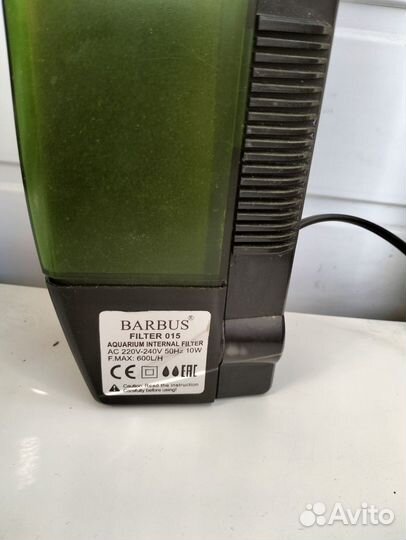 BARBUS®
FILTER 015
AQUARIUM INTERNAL FILTER
AC 220V-240V 50Hz 10W
F.MAX: 600L/H
CE EAC
Caution: Read the instruction
Carefully before using!
Avito